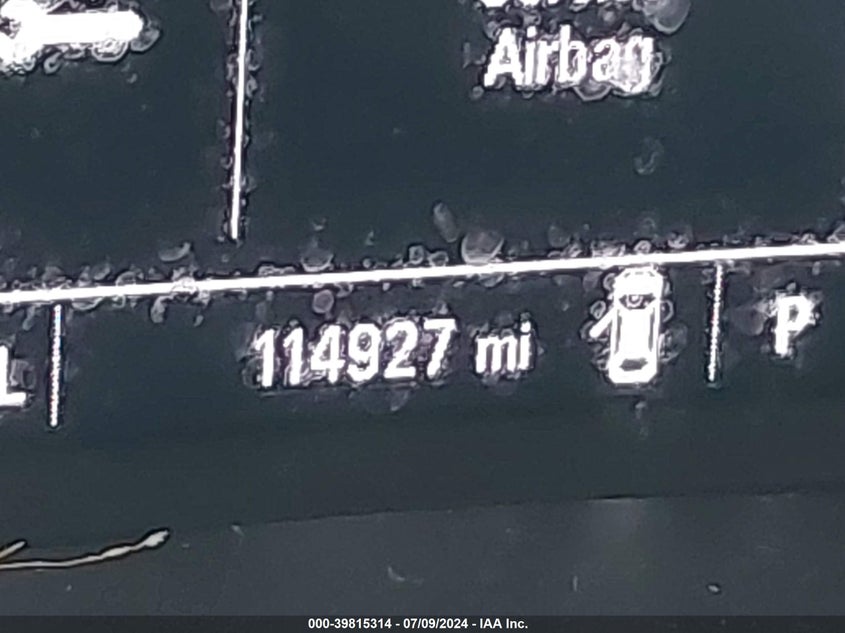 Airbag
114927 mi
P
L
000-39815314 - 07/09/2024 - IAA Inc.